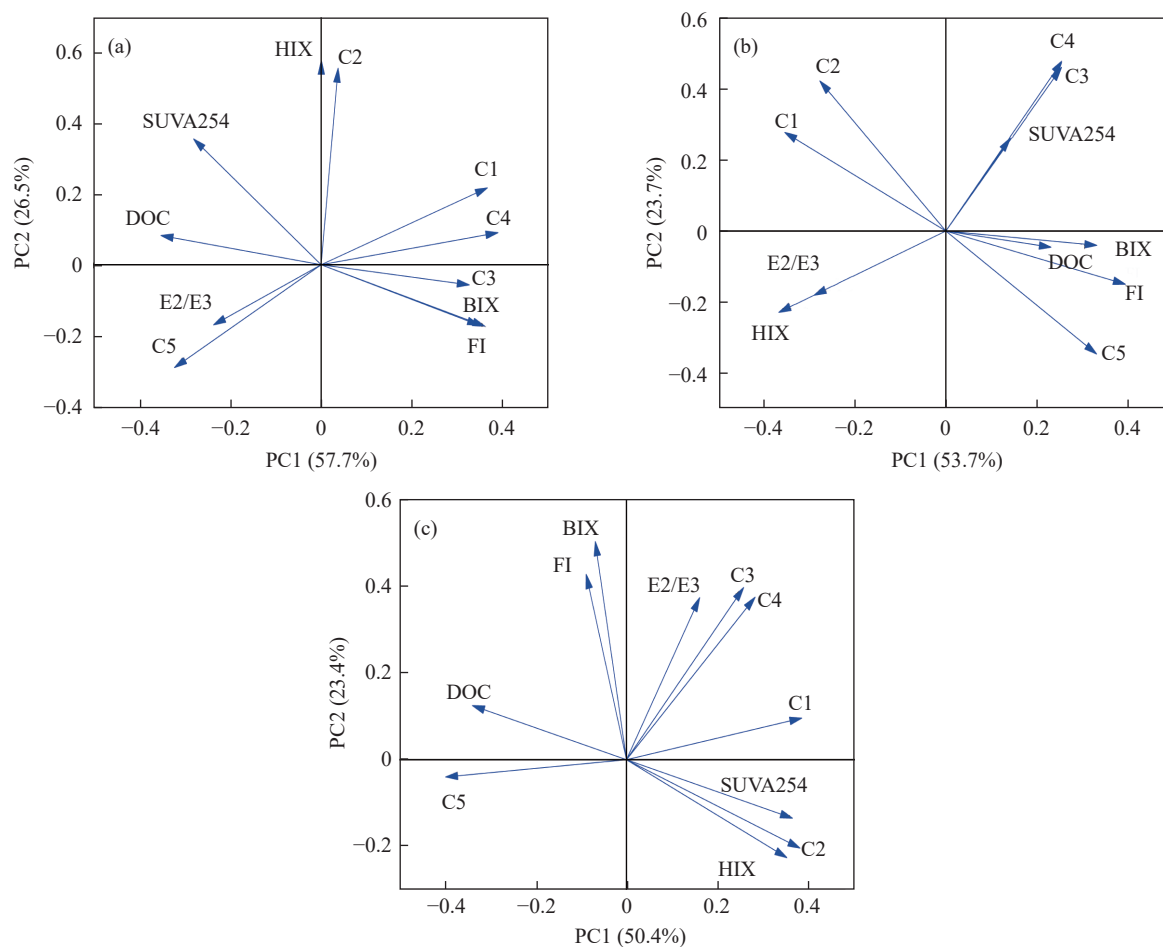 (a)
HIX
C2
SUVA254
C1
DOC
C4
C3
E2/E3
BIX
C5
FI
0.6
0.4
0.2
0
−0.2
−0.4
PC2 (26.5%)
−0.4
−0.2
0
0.2
0.4
PC1 (57.7%)
(b)
C4
C2
C3
C1
SUVA254
BIX
DOC
E2/E3
FI
HIX
C5
0.6
0.4
0.2
0
−0.2
−0.4
PC2 (23.7%)
−0.4
−0.2
0
0.2
0.4
PC1 (53.7%)
(c)
BIX
FI
C3
E2/E3
C4
DOC
C1
SUVA254
C5
C2
HIX
0.6
0.4
0.2
0
−0.2
PC2 (23.4%)
−0.4
−0.2
0
0.2
0.4
PC1 (50.4%)